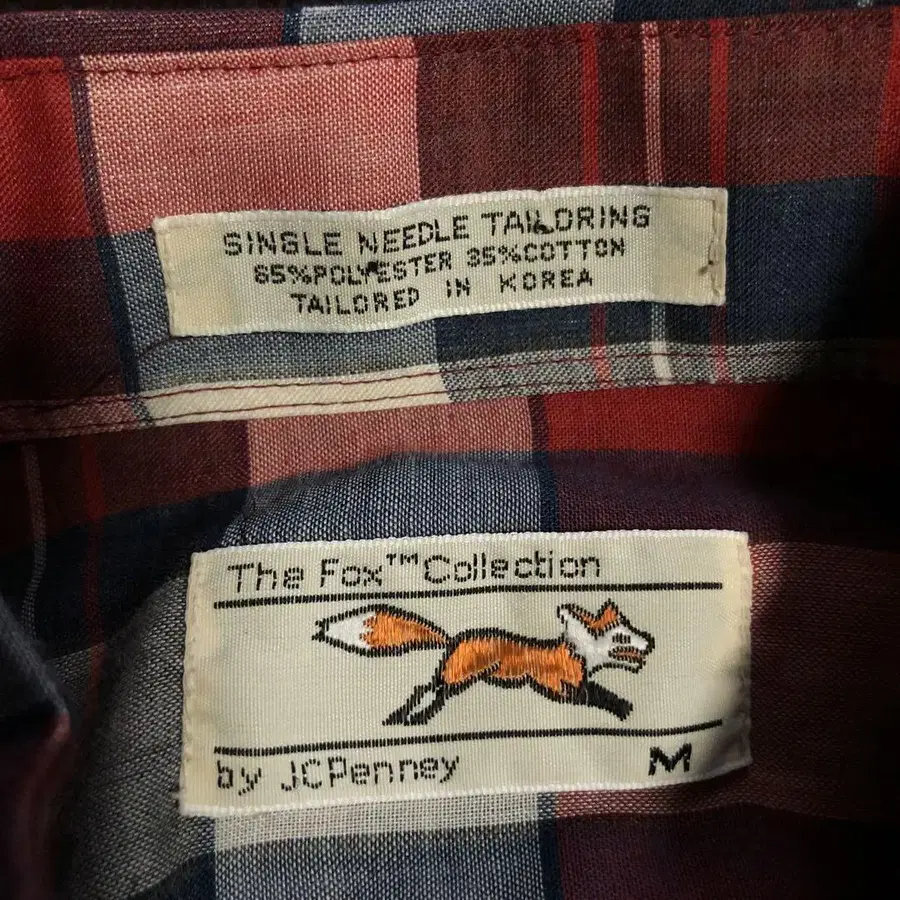 SINGLE NEEDLE TAILORING
65%POLYESTER 35%COTTON
TAILORED IN KOREA
The Fox™ Collection
by JCPenney M